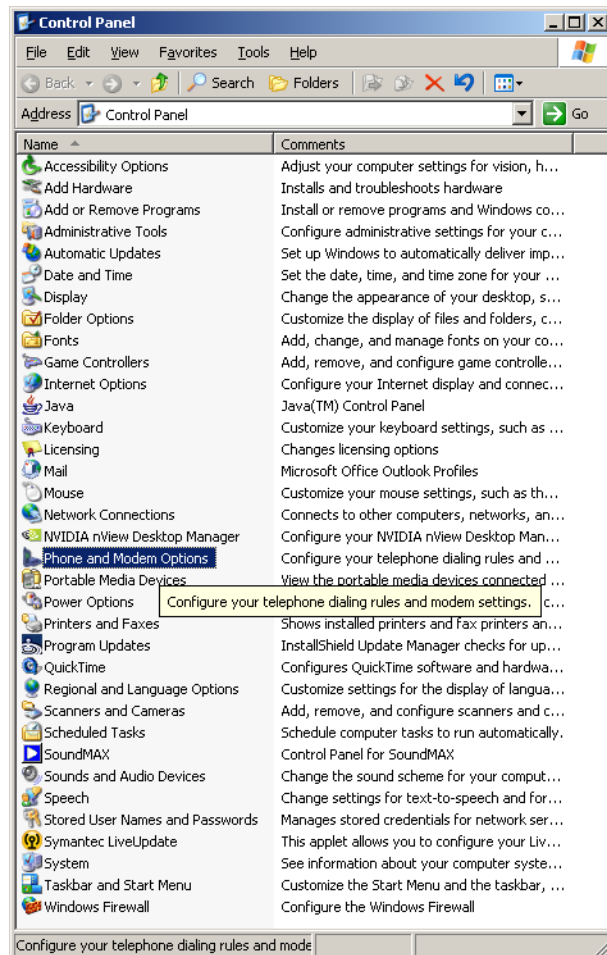 Control Panel
File Edit View Favorites Tools Help
Back Search Folders
Address Control Panel Go
Name Comments
Accessibility Options Adjust your computer settings for vision, h...
Add Hardware Installs and troubleshoots hardware
Add or Remove Programs Install or remove programs and Windows co...
Administrative Tools Configure administrative settings for your c...
Automatic Updates Set up Windows to automatically deliver imp...
Date and Time Set the date, time, and time zone for your ...
Display Change the appearance of your desktop, s...
Folder Options Customize the display of files and folders, c...
Fonts Add, change, and manage fonts on your co...
Game Controllers Add, remove, and configure game controlle...
Internet Options Configure your Internet display and connec...
Java Java(TM) Control Panel
Keyboard Customize your keyboard settings, such as ...
Licensing Changes licensing options
Mail Microsoft Office Outlook Profiles
Mouse Customize your mouse settings, such as th...
Network Connections Connects to other computers, networks, an...
NVIDIA nView Desktop Manager Configure your NVIDIA nView Desktop Man...
Phone and Modem Options Configure your telephone dialing rules and ...
Portable Media Devices View the portable media devices connected ...
Power Options Configure your telephone dialing rules and modem settings. c...
Printers and Faxes Shows installed printers and fax printers an...
Program Updates InstallShield Update Manager checks for up...
QuickTime Configures QuickTime software and hardwa...
Regional and Language Options Customize settings for the display of langua...
Scanners and Cameras Add, remove, and configure scanners and c...
Scheduled Tasks Schedule computer tasks to run automatically.
SoundMAX Control Panel for SoundMAX
Sounds and Audio Devices Change the sound scheme for your comput...
Speech Change settings for text-to-speech and for...
Stored User Names and Passwords Manages stored credentials for network ser...
Symantec LiveUpdate This applet allows you to configure your Liv...
System See information about your computer syste...
Taskbar and Start Menu Customize the Start Menu and the taskbar, ...
Windows Firewall Configure the Windows Firewall
Configure your telephone dialing rules and mode